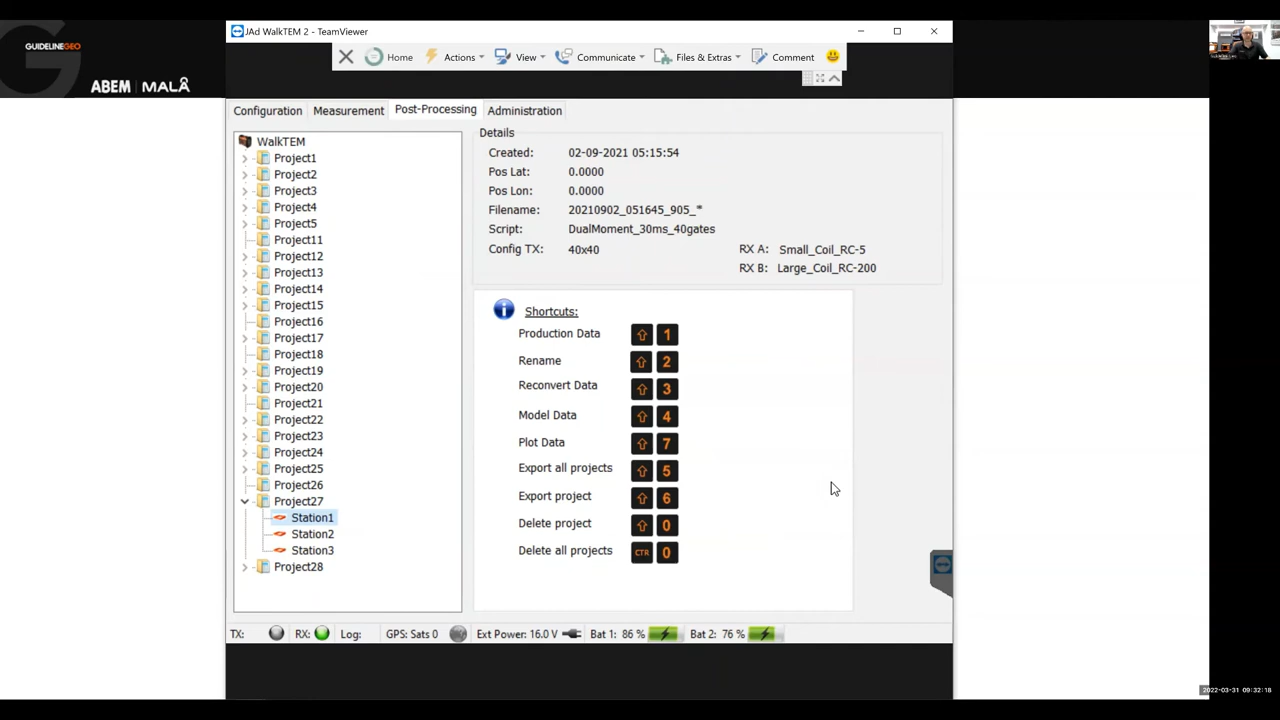 GUIDELINEGEO
ABEM | MALÅ
JAd WalkTEM 2 - TeamViewer
Home Actions View Communicate Files & Extras Comment
Configuration Measurement Post-Processing Administration
WalkTEM
Project1
Project2
Project3
Project4
Project5
Project11
Project12
Project13
Project14
Project15
Project16
Project17
Project18
Project19
Project20
Project21
Project22
Project23
Project24
Project25
Project26
Project27
Station1
Station2
Station3
Project28
Details
Created: 02-09-2021 05:15:54
Pos Lat: 0.0000
Pos Lon: 0.0000
Filename: 20210902_051645_905_*
Script: DualMoment_30ms_40gates
Config TX: 40x40 RX A: Small_Coil_RC-5
RX B: Large_Coil_RC-200
Shortcuts:
Production Data 1
Rename 2
Reconvert Data 3
Model Data 4
Plot Data 7
Export all projects 5
Export project 6
Delete project 0
Delete all projects CTR 0
TX: RX: Log: GPS: Sats 0 Ext Power: 16.0 V Bat 1: 86 % Bat 2: 76 %
2022-03-31 09:32:18